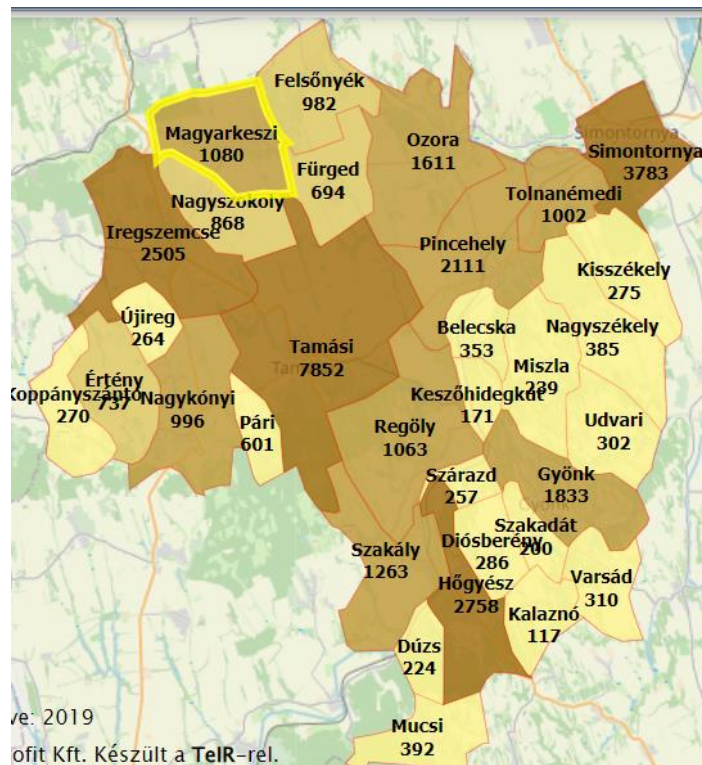 Felsőnyék
982
Magyarkeszi
1080
Ozora
1611
Simontornya
Simontornya
3783
Fürged
694
Nagyszokoly
868
Tolnanémedi
1002
Iregszemcse
2505
Pincehely
2111
Kisszékely
275
Újireg
264
Tamási
7852
Belecska
353
Nagyszékely
385
Miszla
239
Értény
737
Koppányszántó
270
Nagykónyi
996
Pári
601
Keszőhidegkút
171
Regöly
1063
Udvari
302
Szárazd
257
Gyönk
1833
Gyönk
Szakadát
200
Diósberény
286
Szakály
1263
Hőgyész
2758
Varsád
310
Kalaznó
117
Dúzs
224
Mucsi
392
ve: 2019
ofit Kft. Készült a TeIR-rel.